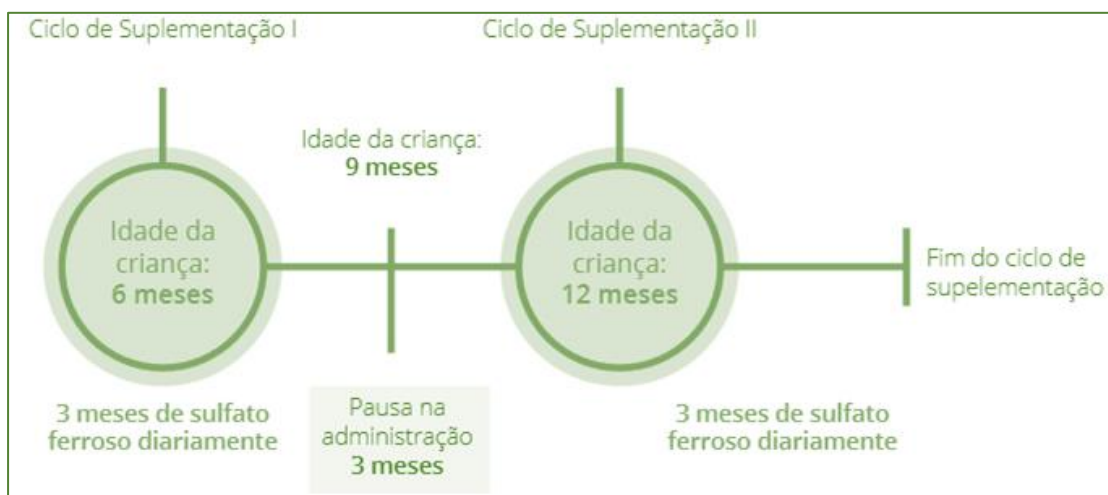 Ciclo de Suplementação I
Ciclo de Suplementação II
Idade da criança:
9 meses
Idade da
criança:
6 meses
Idade da
criança:
12 meses
Fim do ciclo de
supelementação
3 meses de sulfato
ferroso diariamente
Pausa na
administração
3 meses
3 meses de sulfato
ferroso diariamente